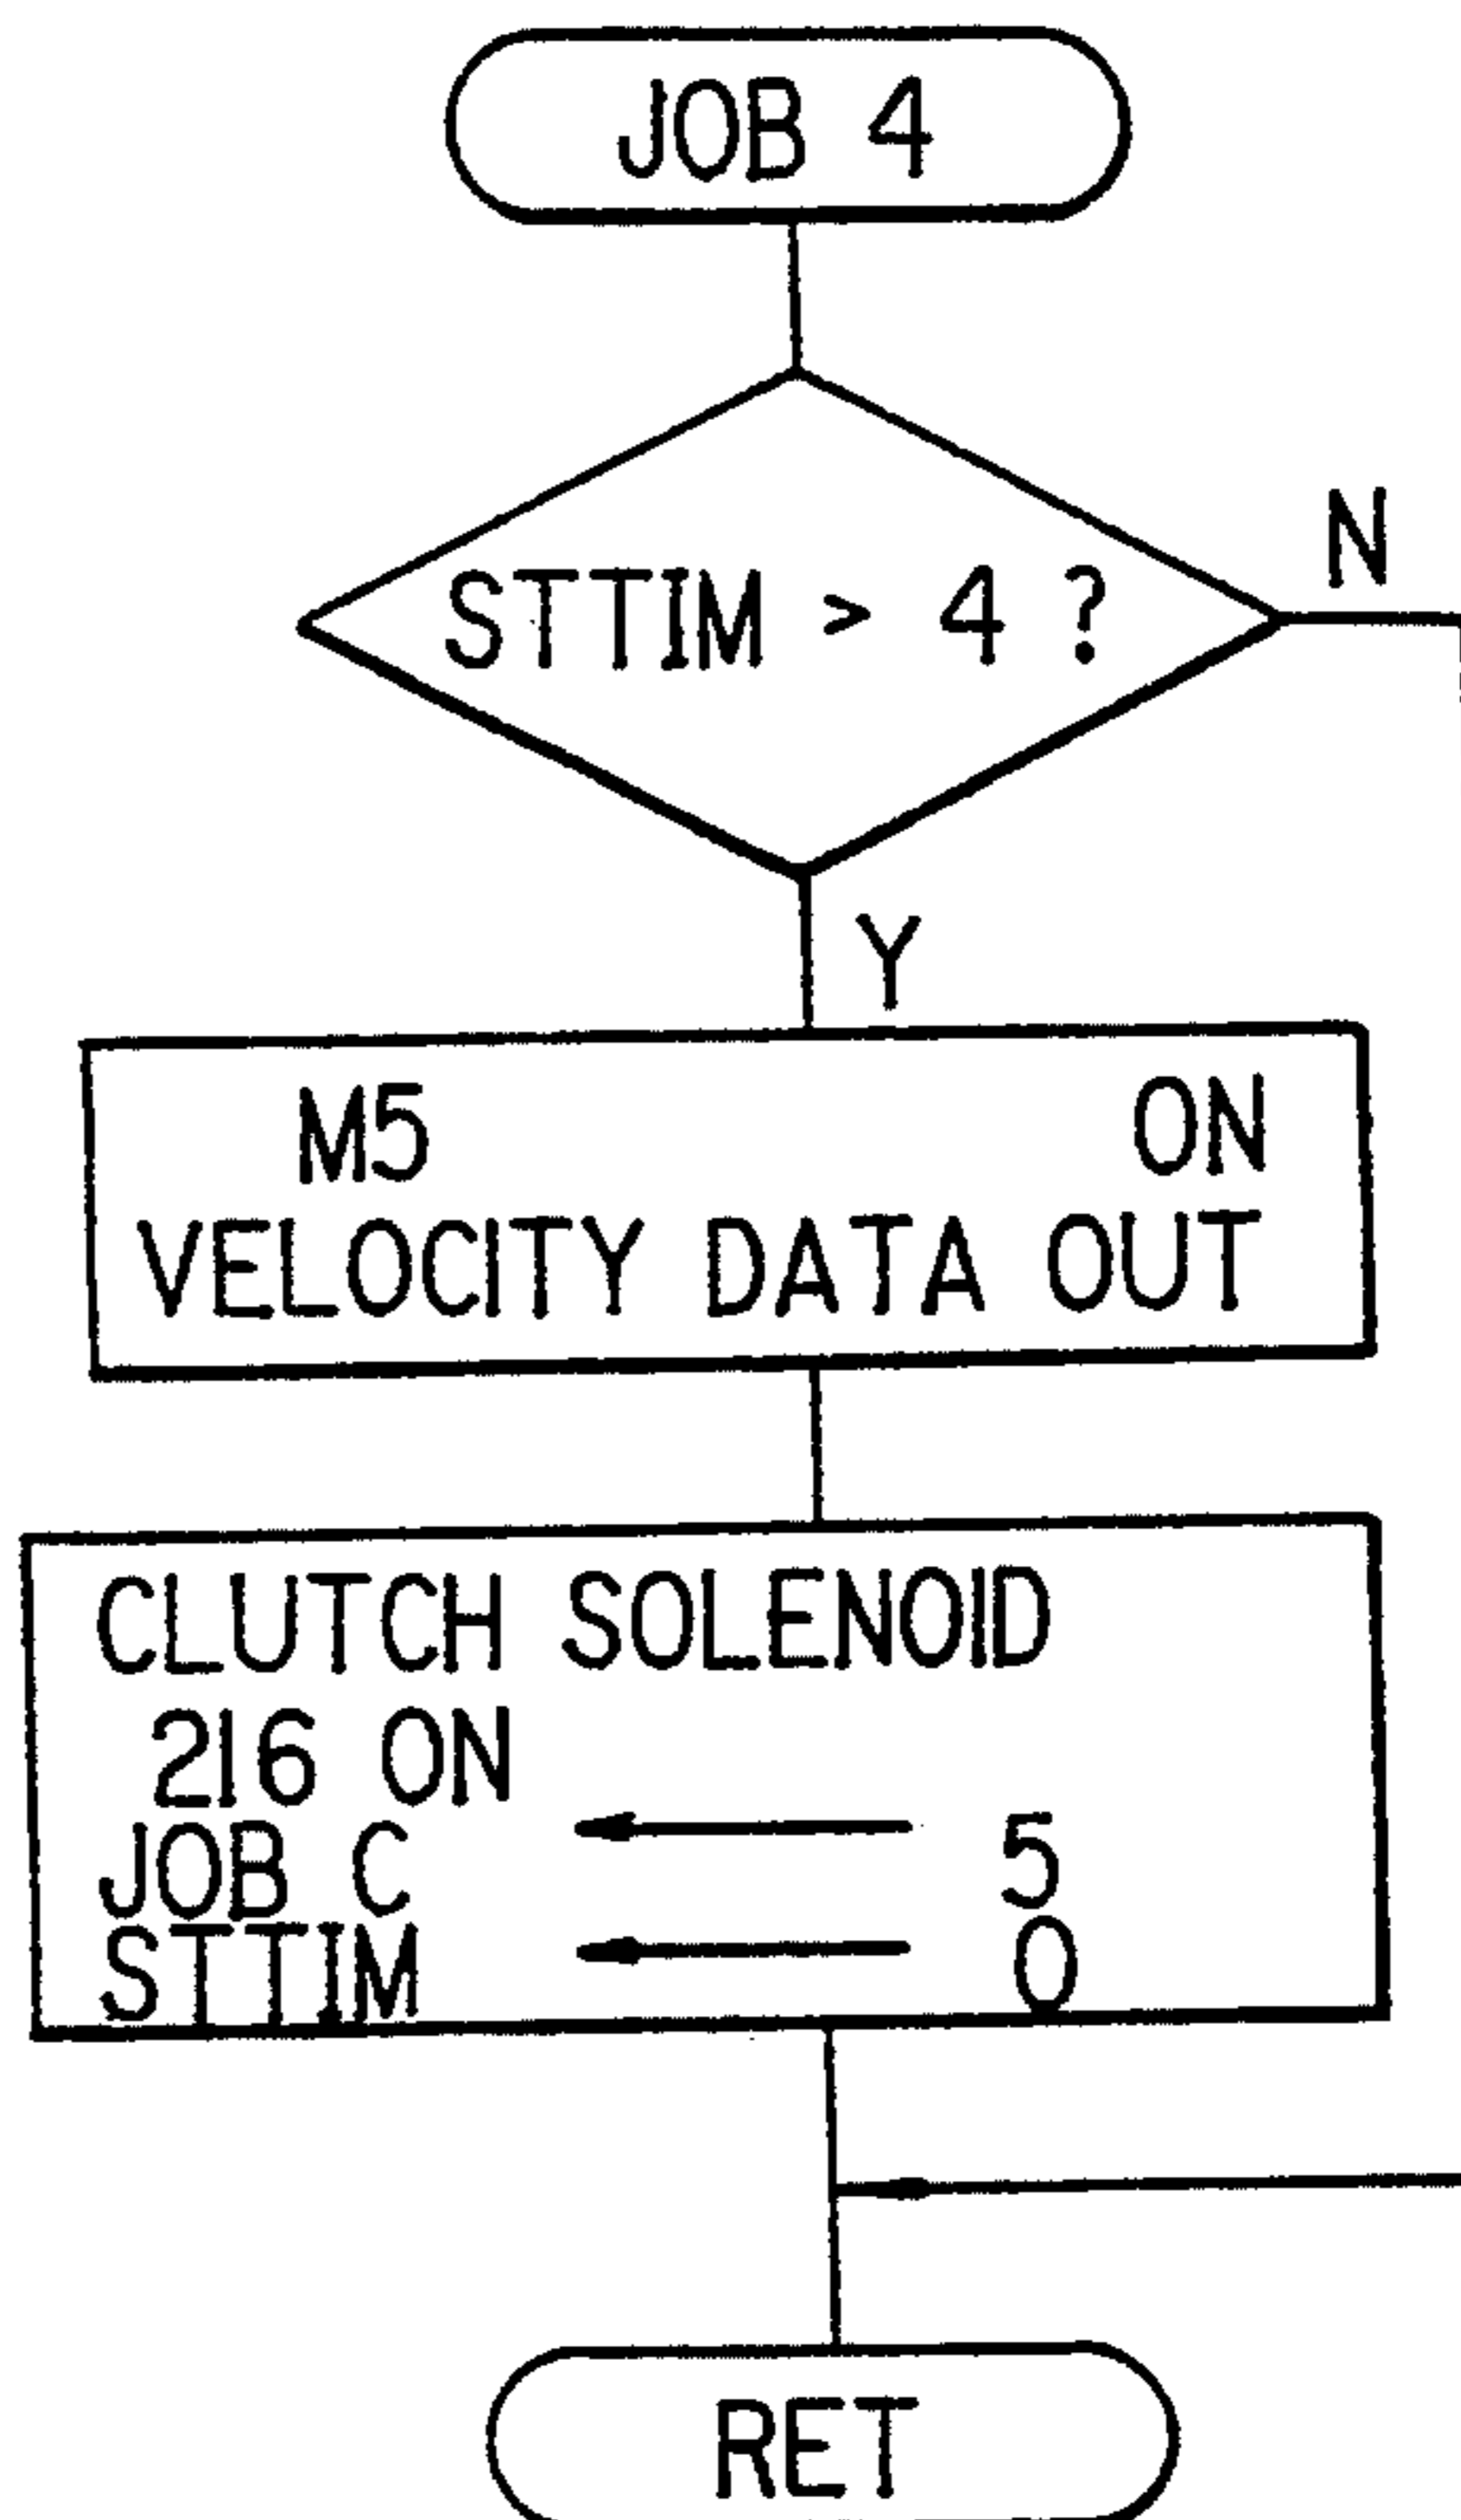 JOB 4
N
STTIM > 4 ?
Y
M5 ON
VELOCITY DATA OUT
CLUTCH SOLENOID
216 ON
JOB C ← 5
STTIM ← 0
RET